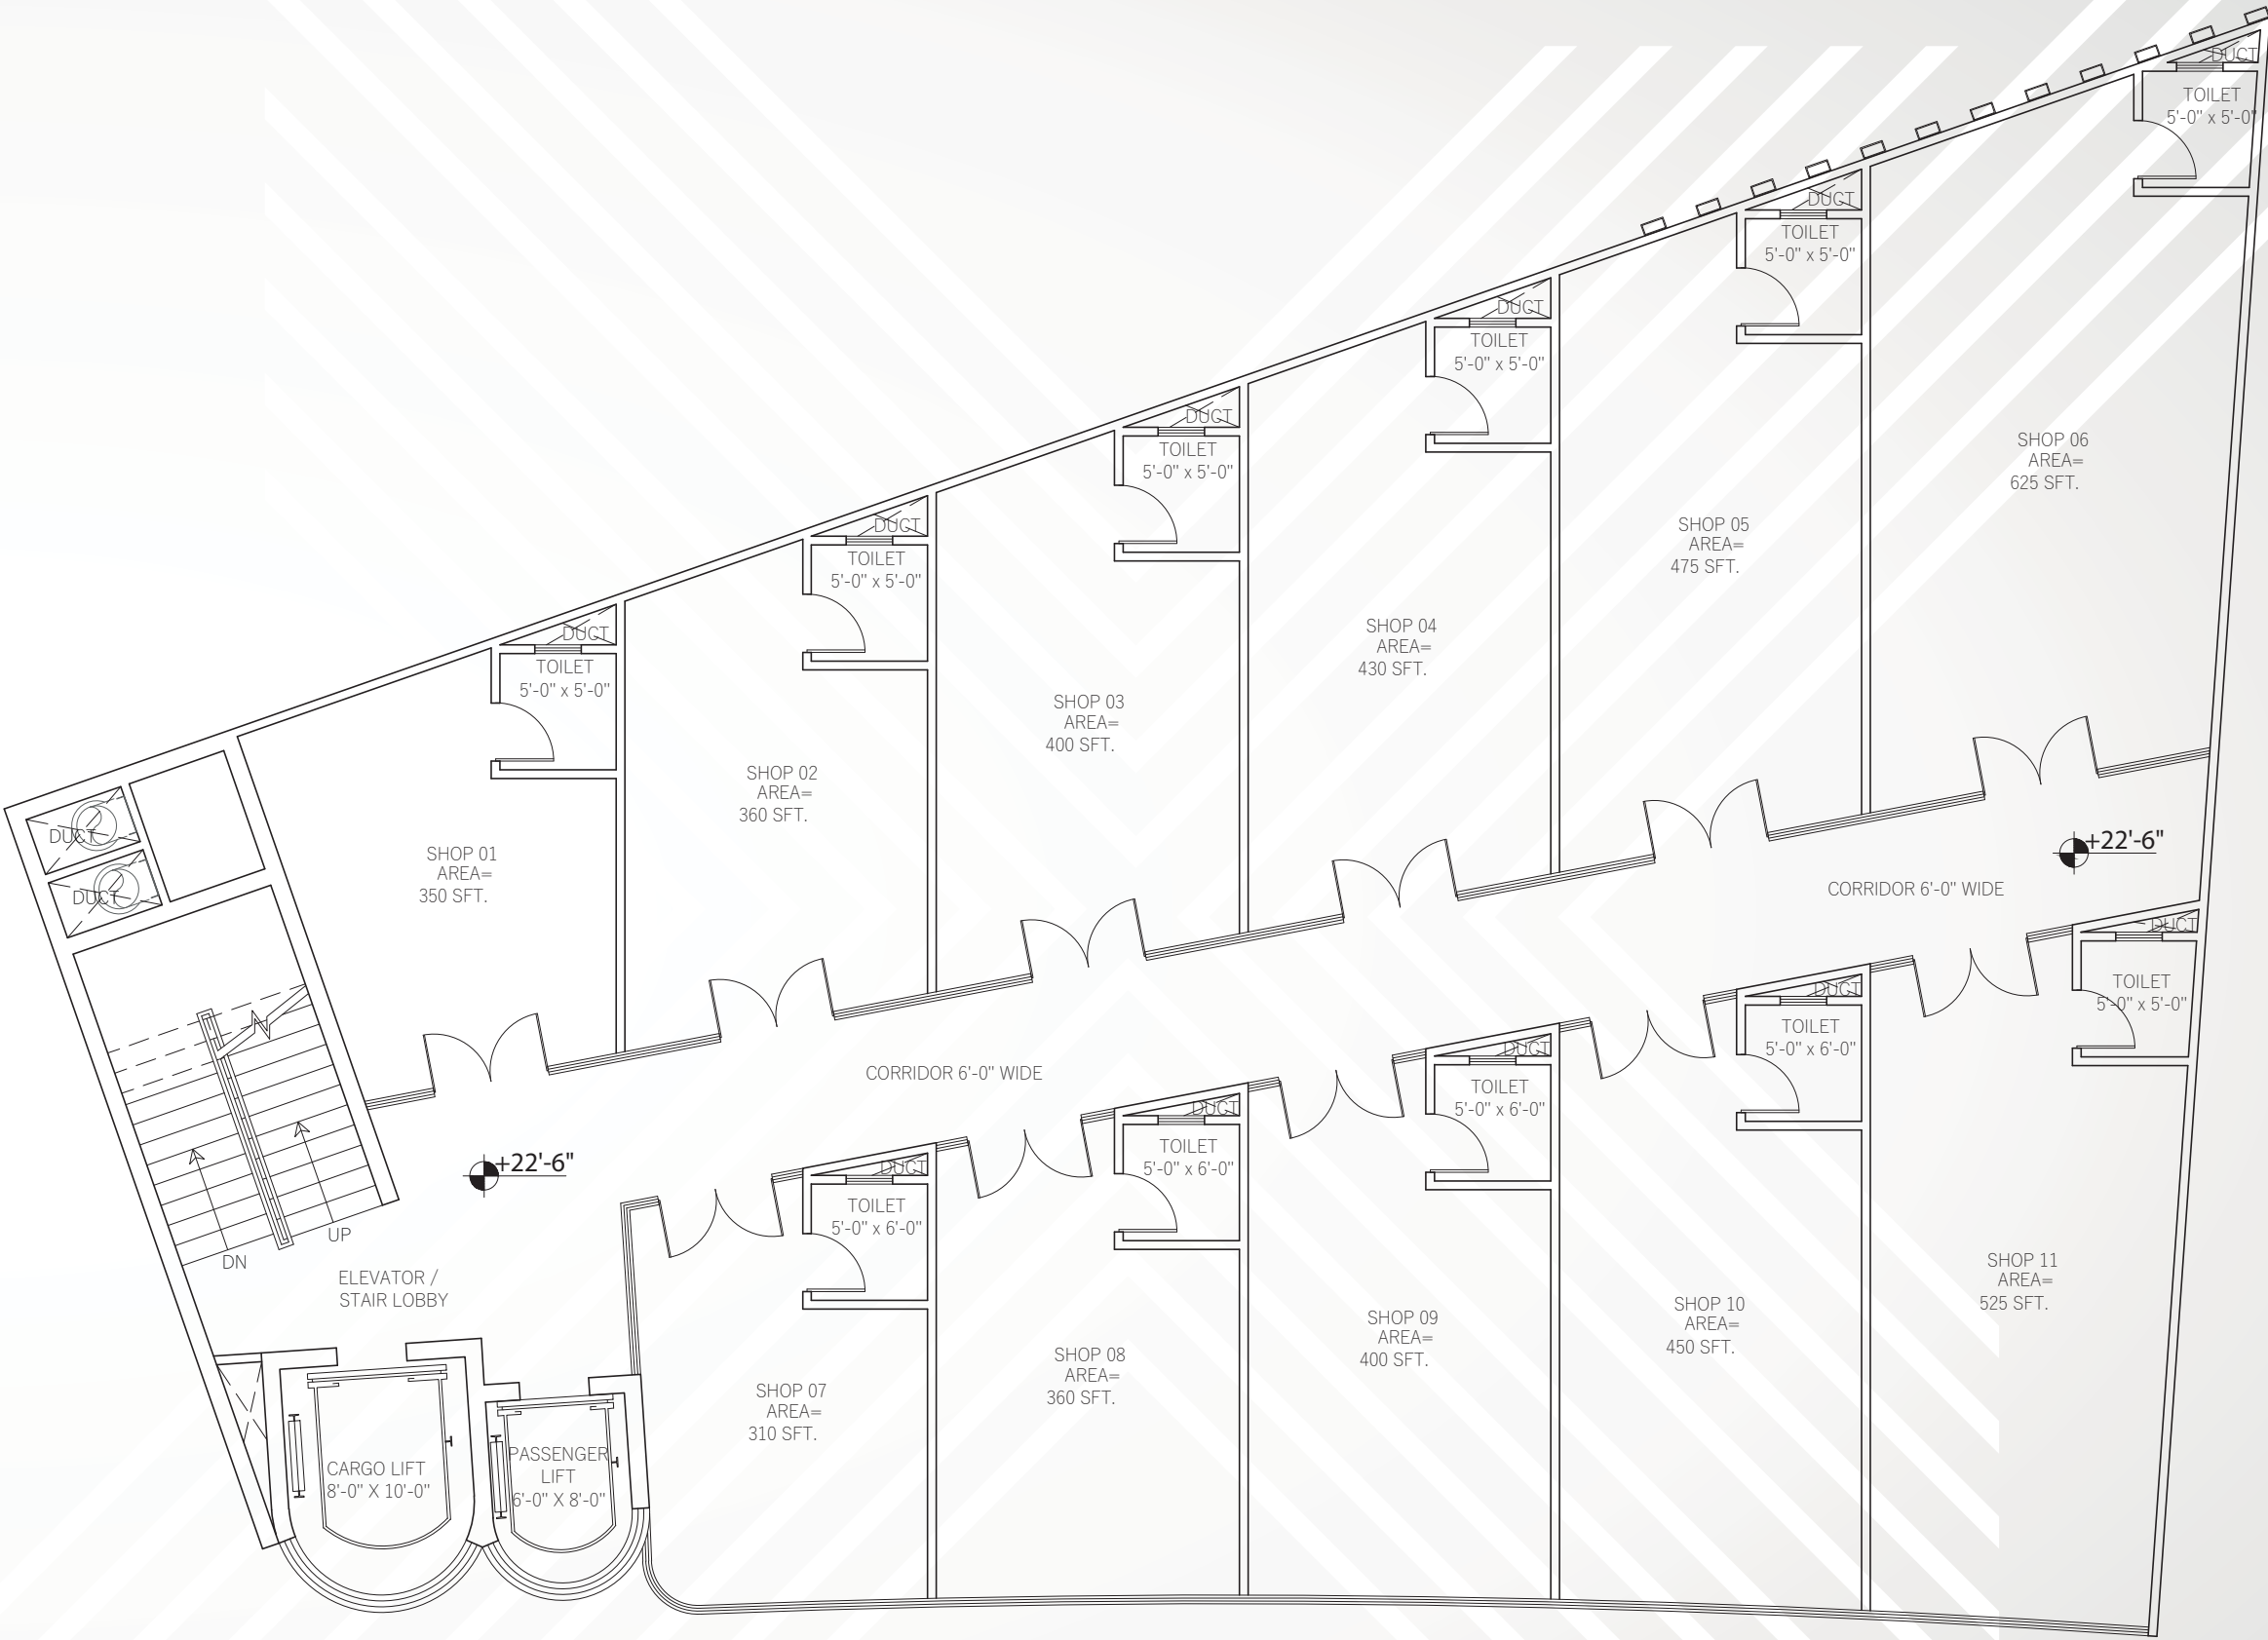 DUCT
TOILET
5'-0" x 5'-0"
DUCT
TOILET
5'-0" x 5'-0"
DUCT
TOILET
5'-0" x 5'-0"
DUCT
TOILET
5'-0" x 5'-0"
DUCT
TOILET
5'-0" x 5'-0"
DUCT
TOILET
5'-0" x 5'-0"
SHOP 06
AREA=
625 SFT.
SHOP 05
AREA=
475 SFT.
SHOP 04
AREA=
430 SFT.
SHOP 03
AREA=
400 SFT.
SHOP 02
AREA=
360 SFT.
SHOP 01
AREA=
350 SFT.
DUCT
DUCT
+22'-6"
CORRIDOR 6'-0" WIDE
CORRIDOR 6'-0" WIDE
+22'-6"
DUCT
TOILET
5'-0" x 5'-0"
DUCT
TOILET
5'-0" x 6'-0"
DUCT
TOILET
5'-0" x 6'-0"
DUCT
TOILET
5'-0" x 6'-0"
DUCT
TOILET
5'-0" x 6'-0"
UP
DN
ELEVATOR /
STAIR LOBBY
SHOP 11
AREA=
525 SFT.
SHOP 10
AREA=
450 SFT.
SHOP 09
AREA=
400 SFT.
SHOP 08
AREA=
360 SFT.
SHOP 07
AREA=
310 SFT.
CARGO LIFT
8'-0" X 10'-0"
PASSENGER
LIFT
6'-0" X 8'-0"